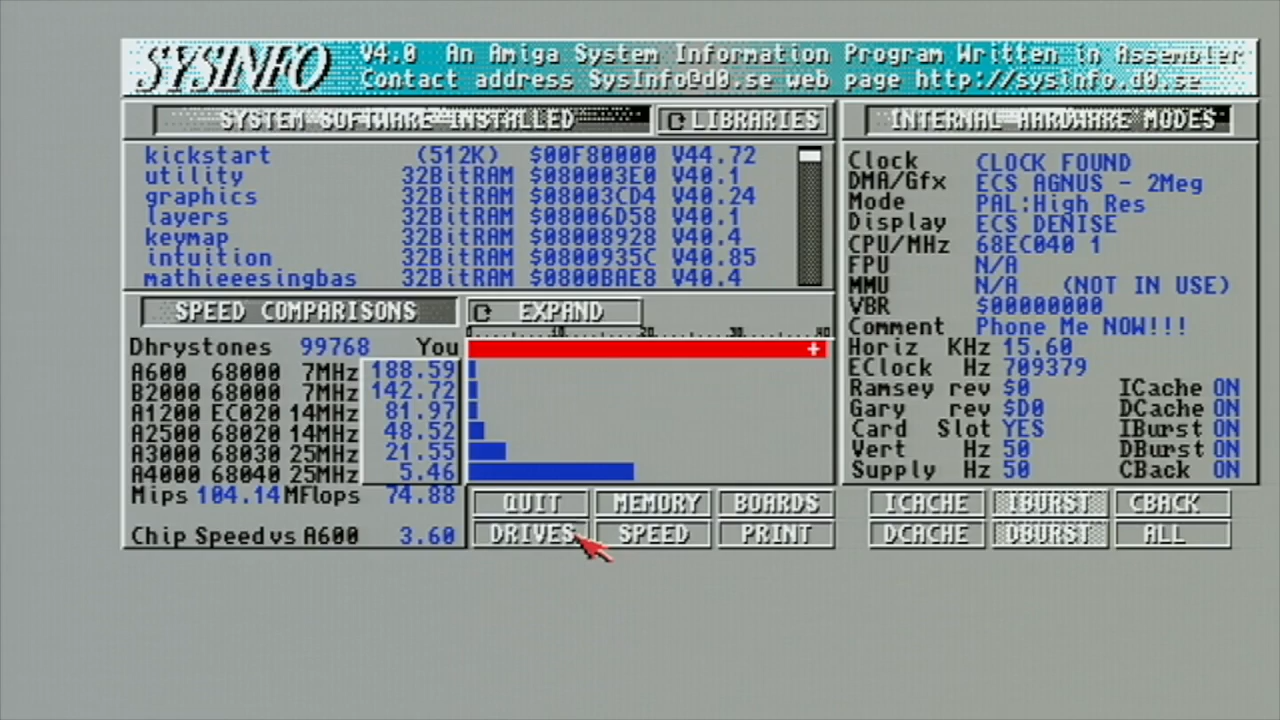 SYSINFO V4.0 An Amiga System Information Program Written in Assembler
Contact address SysInfo@d0.se web page http://sysinfo.d0.se
SYSTEM SOFTWARE INSTALLED LIBRARIES
kickstart (512K) $00F80000 V44.72
utility 32BitRAM $080003E0 V40.1
graphics 32BitRAM $08003CD4 V40.24
layers 32BitRAM $08006D58 V40.1
keymap 32BitRAM $08008928 V40.4
intuition 32BitRAM $0800935C V40.85
mathieeesingbas 32BitRAM $0800BAE8 V40.4
INTERNAL HARDWARE MODES
Clock CLOCK FOUND
DMA/Gfx ECS AGNUS - 2Meg
Mode PAL:High Res
Display ECS DENISE
CPU/MHz 68EC040 1
FPU N/A
MMU N/A (NOT IN USE)
VBR $00000000
Comment Phone Me NOW!!!
Horiz KHz 15.60
EClock Hz 709379
Ramsey rev $0 ICache ON
Gary rev $D0 DCache ON
Card Slot YES IBurst ON
Vert Hz 50 DBurst ON
Supply Hz 50 CBack ON
SPEED COMPARISONS EXPAND
0 10 20 30 40
Dhrystones 99768 You
A600 68000 7MHz 188.59
B2000 68000 7MHz 142.72
A1200 EC020 14MHz 81.97
A2500 68020 14MHz 48.52
A3000 68030 25MHz 21.55
A4000 68040 25MHz 5.46
Mips 104.14 MFlops 74.88
Chip Speed vs A600 3.60
QUIT MEMORY BOARDS
DRIVES SPEED PRINT
ICACHE IBURST CBACK
DCACHE DBURST ALL